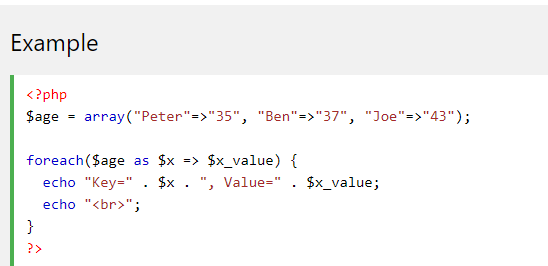 Example
<?php
$age = array("Peter"=>"35", "Ben"=>"37", "Joe"=>"43");
foreach($age as $x => $x_value) {
  echo "Key=" . $x . ", Value=" . $x_value;
  echo "<br>";
}
?>